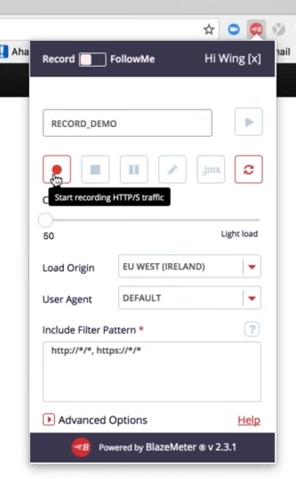 Aha
nail
Record FollowMe Hi Wing [x]
RECORD_DEMO
.jmx
Start recording HTTP/S traffic
50 Light load
Load Origin EU WEST (IRELAND)
User Agent DEFAULT
Include Filter Pattern * ?
http://*/*, https://*/*
Advanced Options Help
Powered by BlazeMeter ® v 2.3.1